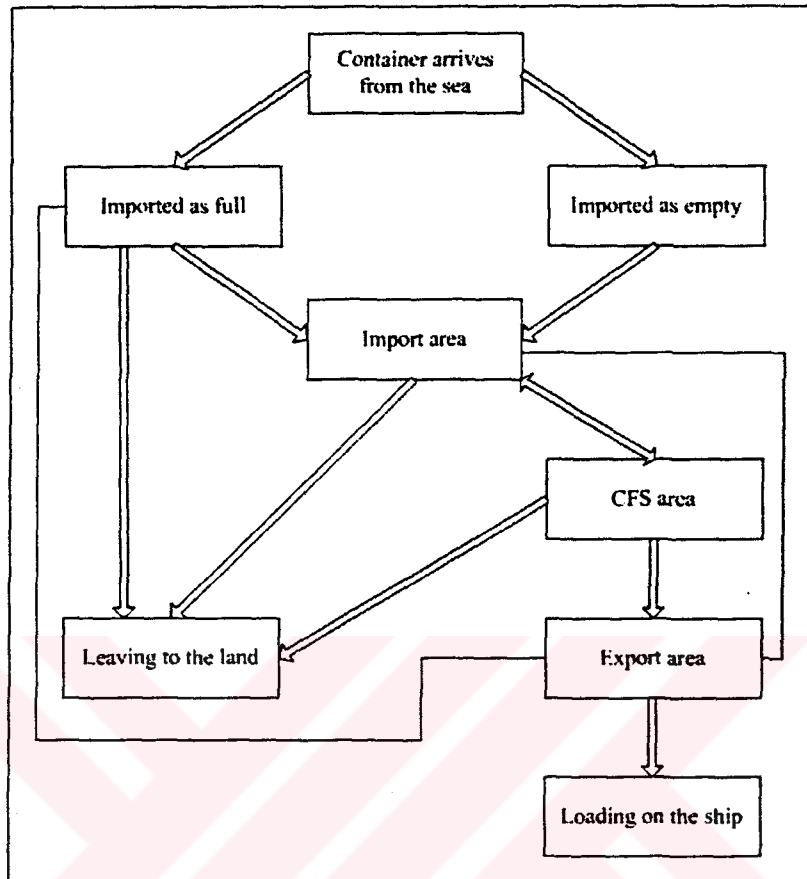 Container arrives
from the sea
Imported as full
Imported as empty
Import area
CFS area
Leaving to the land
Export area
Loading on the ship